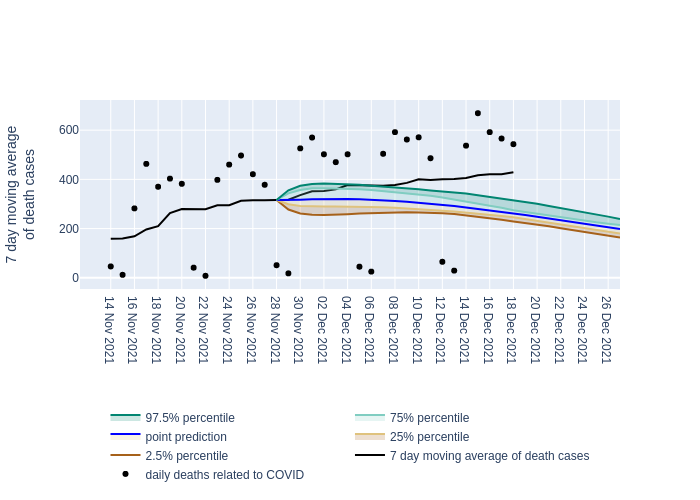 7 day moving average
of death cases
600
400
200
0
14 Nov 2021
16 Nov 2021
18 Nov 2021
20 Nov 2021
22 Nov 2021
24 Nov 2021
26 Nov 2021
28 Nov 2021
30 Nov 2021
02 Dec 2021
04 Dec 2021
06 Dec 2021
08 Dec 2021
10 Dec 2021
12 Dec 2021
14 Dec 2021
16 Dec 2021
18 Dec 2021
20 Dec 2021
22 Dec 2021
24 Dec 2021
26 Dec 2021
97.5% percentile
75% percentile
point prediction
25% percentile
2.5% percentile
7 day moving average of death cases
daily deaths related to COVID